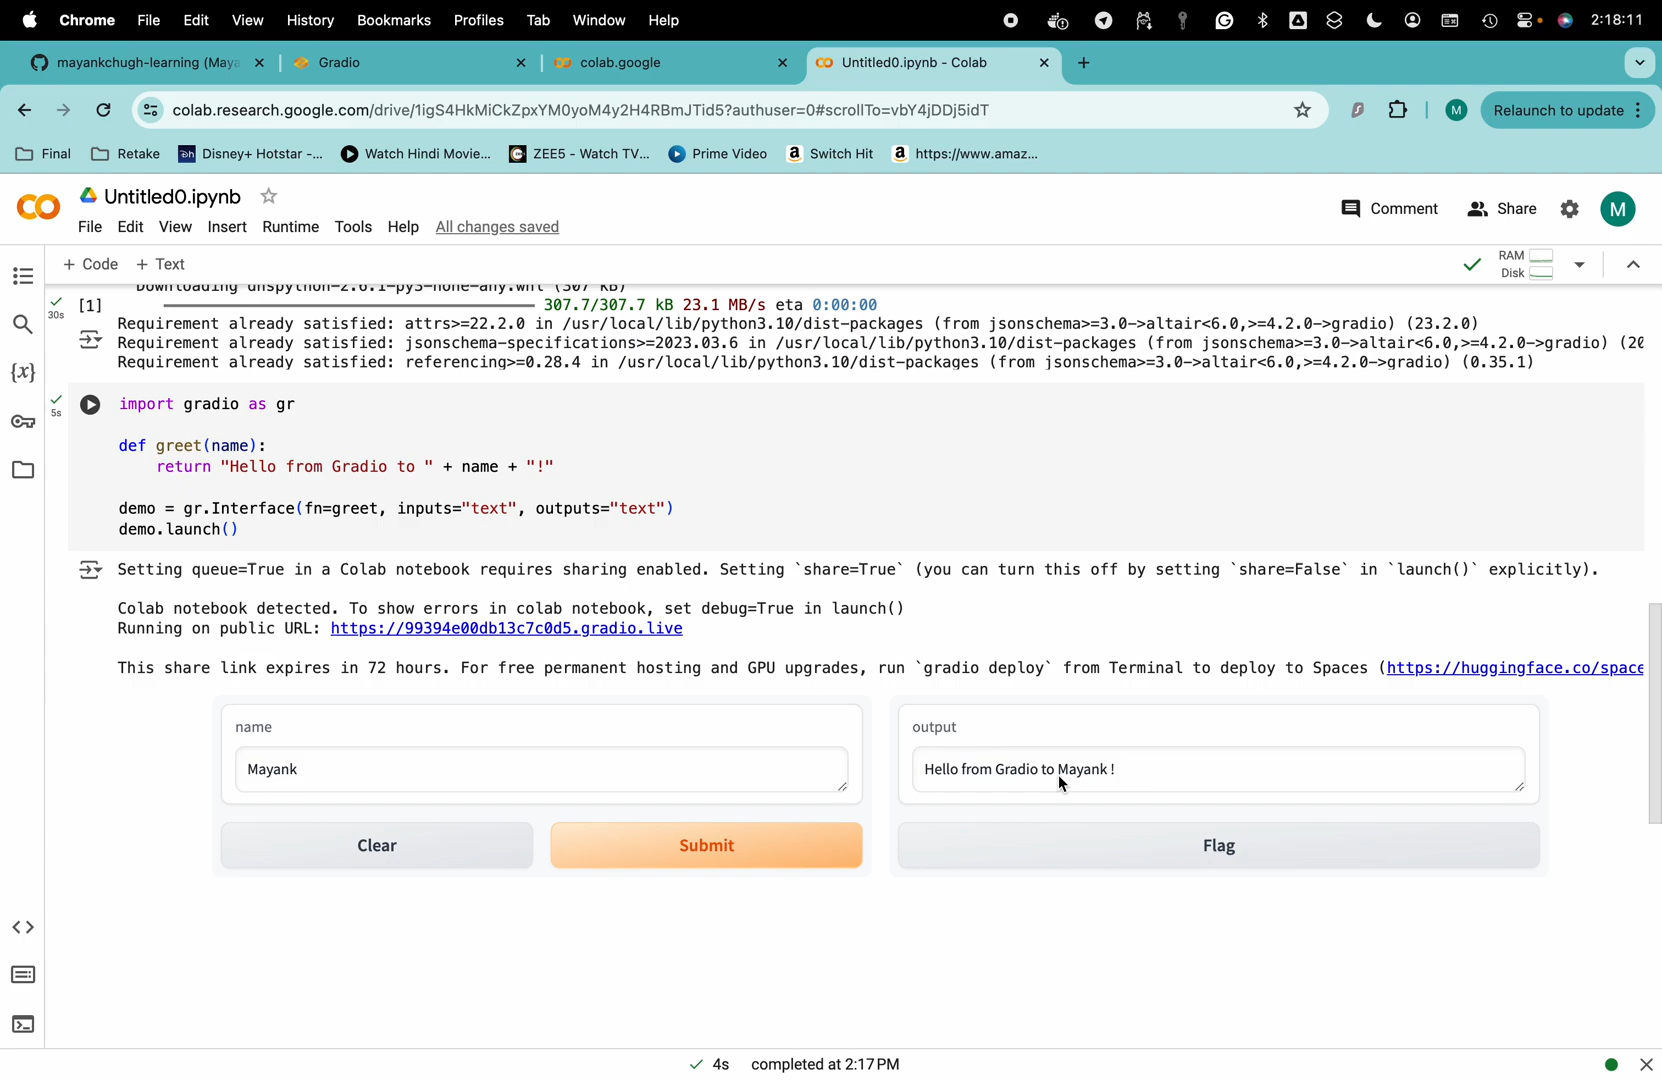 Chrome File Edit View History Bookmarks Profiles Tab Window Help 2:18:11
mayankchugh-learning (Maya Gradio colab.google Untitled0.ipynb - Colab
colab.research.google.com/drive/1igS4HkMiCkZpxYM0yoM4y2H4RBmJTid5?authuser=0#scrollTo=vbY4jDDj5idT M Relaunch to update
Final Retake Disney+ Hotstar -... Watch Hindi Movie... ZEE5 - Watch TV... Prime Video Switch Hit https://www.amaz...
Untitled0.ipynb
File Edit View Insert Runtime Tools Help All changes saved Comment Share M
+ Code + Text RAM Disk
Downloading dnspython-2.6.1-py3-none-any.whl (307 kB)
30s [1] 307.7/307.7 kB 23.1 MB/s eta 0:00:00
Requirement already satisfied: attrs>=22.2.0 in /usr/local/lib/python3.10/dist-packages (from jsonschema>=3.0->altair<6.0,>=4.2.0->gradio) (23.2.0)
Requirement already satisfied: jsonschema-specifications>=2023.03.6 in /usr/local/lib/python3.10/dist-packages (from jsonschema>=3.0->altair<6.0,>=4.2.0->gradio) (20
Requirement already satisfied: referencing>=0.28.4 in /usr/local/lib/python3.10/dist-packages (from jsonschema>=3.0->altair<6.0,>=4.2.0->gradio) (0.35.1)
5s import gradio as gr
def greet(name):
return "Hello from Gradio to " + name + "!"
demo = gr.Interface(fn=greet, inputs="text", outputs="text")
demo.launch()
Setting queue=True in a Colab notebook requires sharing enabled. Setting `share=True` (you can turn this off by setting `share=False` in `launch()` explicitly).
Colab notebook detected. To show errors in colab notebook, set debug=True in launch()
Running on public URL: https://99394e00db13c7c0d5.gradio.live
This share link expires in 72 hours. For free permanent hosting and GPU upgrades, run `gradio deploy` from Terminal to deploy to Spaces (https://huggingface.co/space
name output
Mayank Hello from Gradio to Mayank !
Clear Submit Flag
4s completed at 2:17 PM